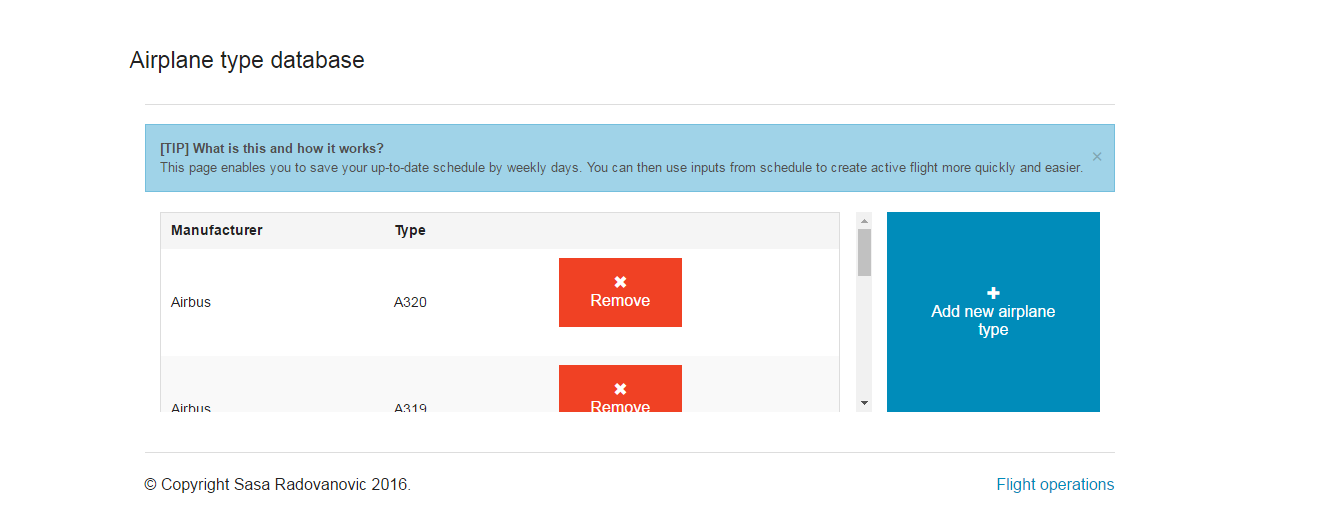 Airplane type database
[TIP] What is this and how it works?
This page enables you to save your up-to-date schedule by weekly days. You can then use inputs from schedule to create active flight more quickly and easier.
×
Manufacturer Type
✖
Remove
Airbus A320
✖
Remove
Airbus A319
✚
Add new airplane
type
© Copyright Sasa Radovanovic 2016.
Flight operations